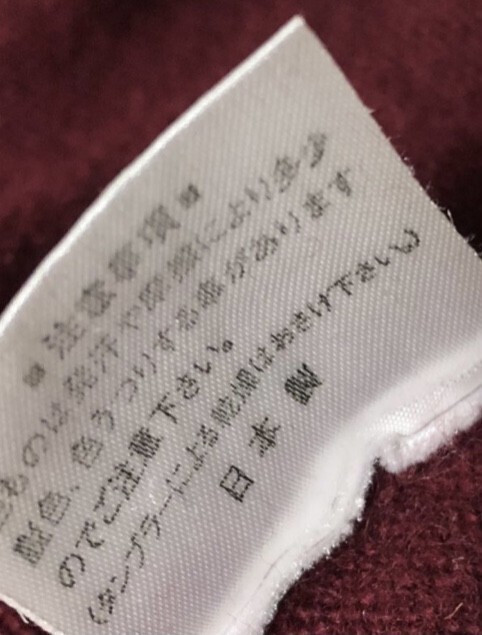 ■ 注意事項 ■
ものは発汗や摩擦により多少
脱色、色うつりする事があります
のでご注意下さい。
(タンブラーによる乾燥はおさけ下さい)
日本製